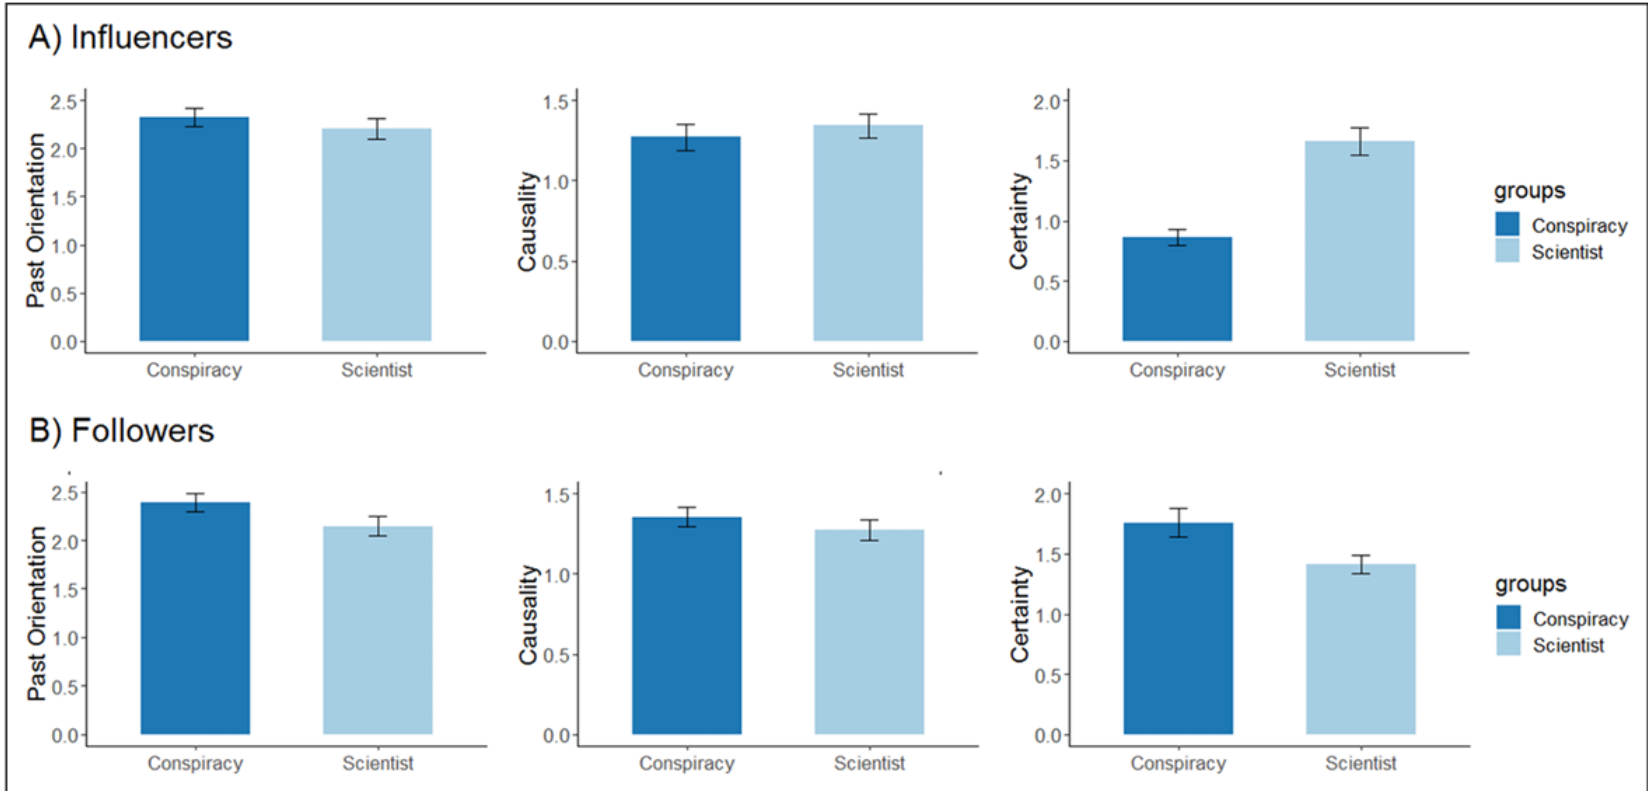 A) Influencers
Past Orientation
2.5
2.0
1.5
1.0
0.5
0.0
Conspiracy
Scientist
Causality
1.5
1.0
0.5
0.0
Conspiracy
Scientist
Certainty
2.0
1.5
1.0
0.5
0.0
Conspiracy
Scientist
groups
Conspiracy
Scientist
B) Followers
Past Orientation
2.5
2.0
1.5
1.0
0.5
0.0
Conspiracy
Scientist
Causality
1.5
1.0
0.5
0.0
Conspiracy
Scientist
Certainty
2.0
1.5
1.0
0.5
0.0
Conspiracy
Scientist
groups
Conspiracy
Scientist